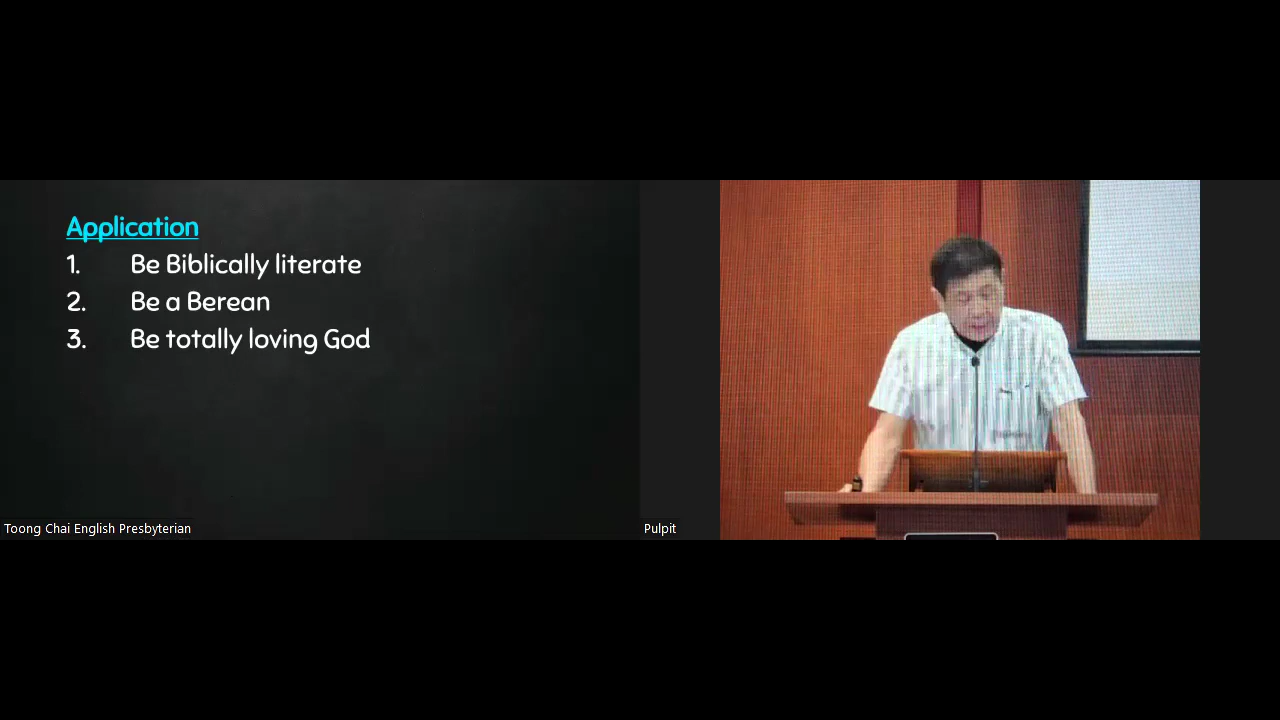 Application
1. Be Biblically literate
2. Be a Berean
3. Be totally loving God
Toong Chai English Presbyterian
Pulpit